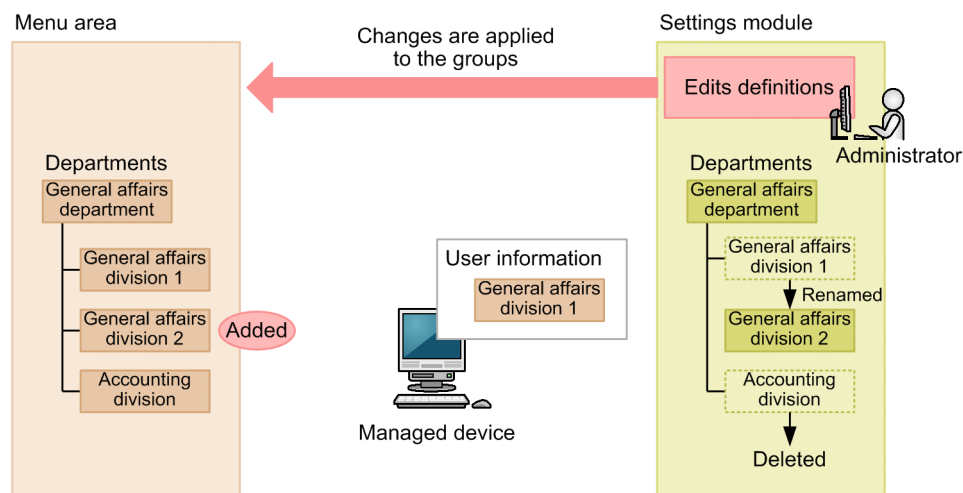 Menu area
Settings module
Changes are applied
to the groups
Edits definitions
Administrator
Departments
General affairs
department
General affairs
division 1
General affairs
division 2
Added
Accounting
division
User information
General affairs
division 1
Managed device
Departments
General affairs
department
General affairs
division 1
Renamed
General affairs
division 2
Accounting
division
Deleted